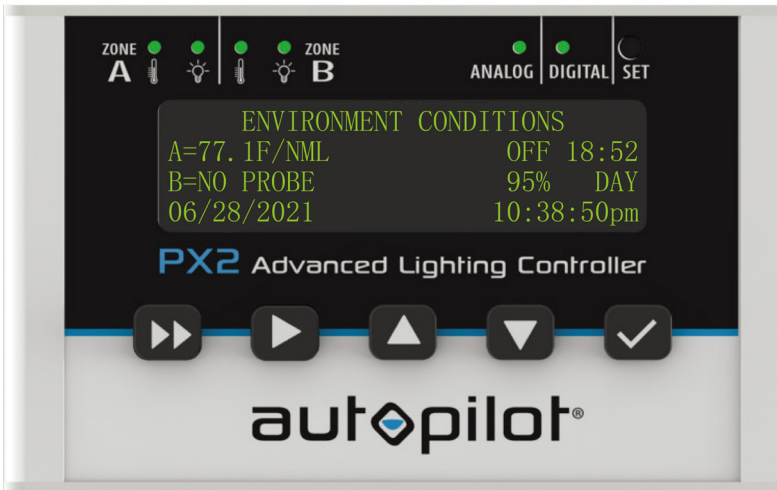 ZONE A ZONE B ANALOG DIGITAL SET
ENVIRONMENT CONDITIONS
A=77.1F/NML OFF 18:52
B=NO PROBE 95% DAY
06/28/2021 10:38:50pm
PX2 Advanced Lighting Controller
autopilot®